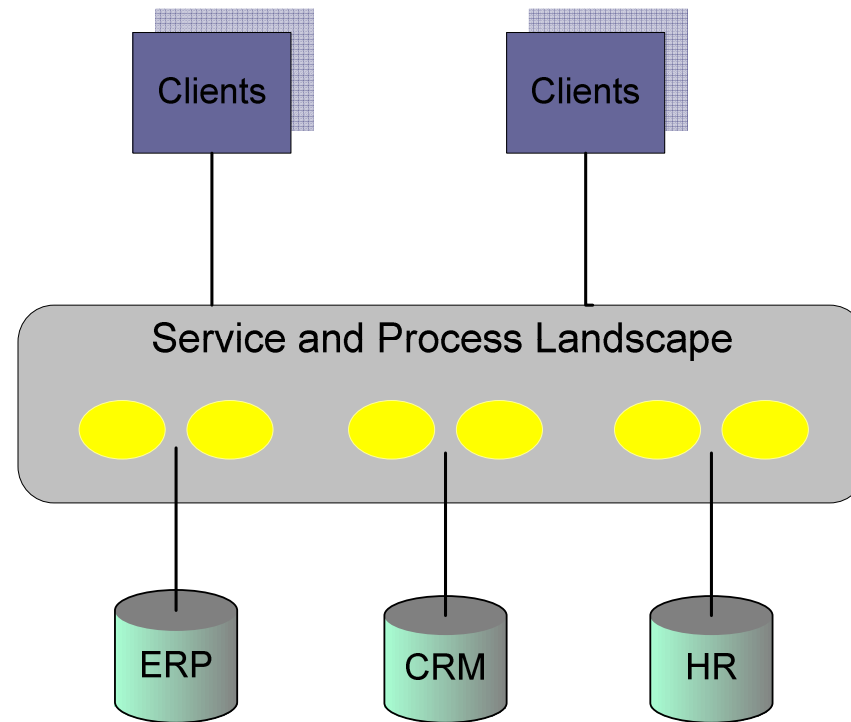 Clients
Clients
Service and Process Landscape
ERP
CRM
HR